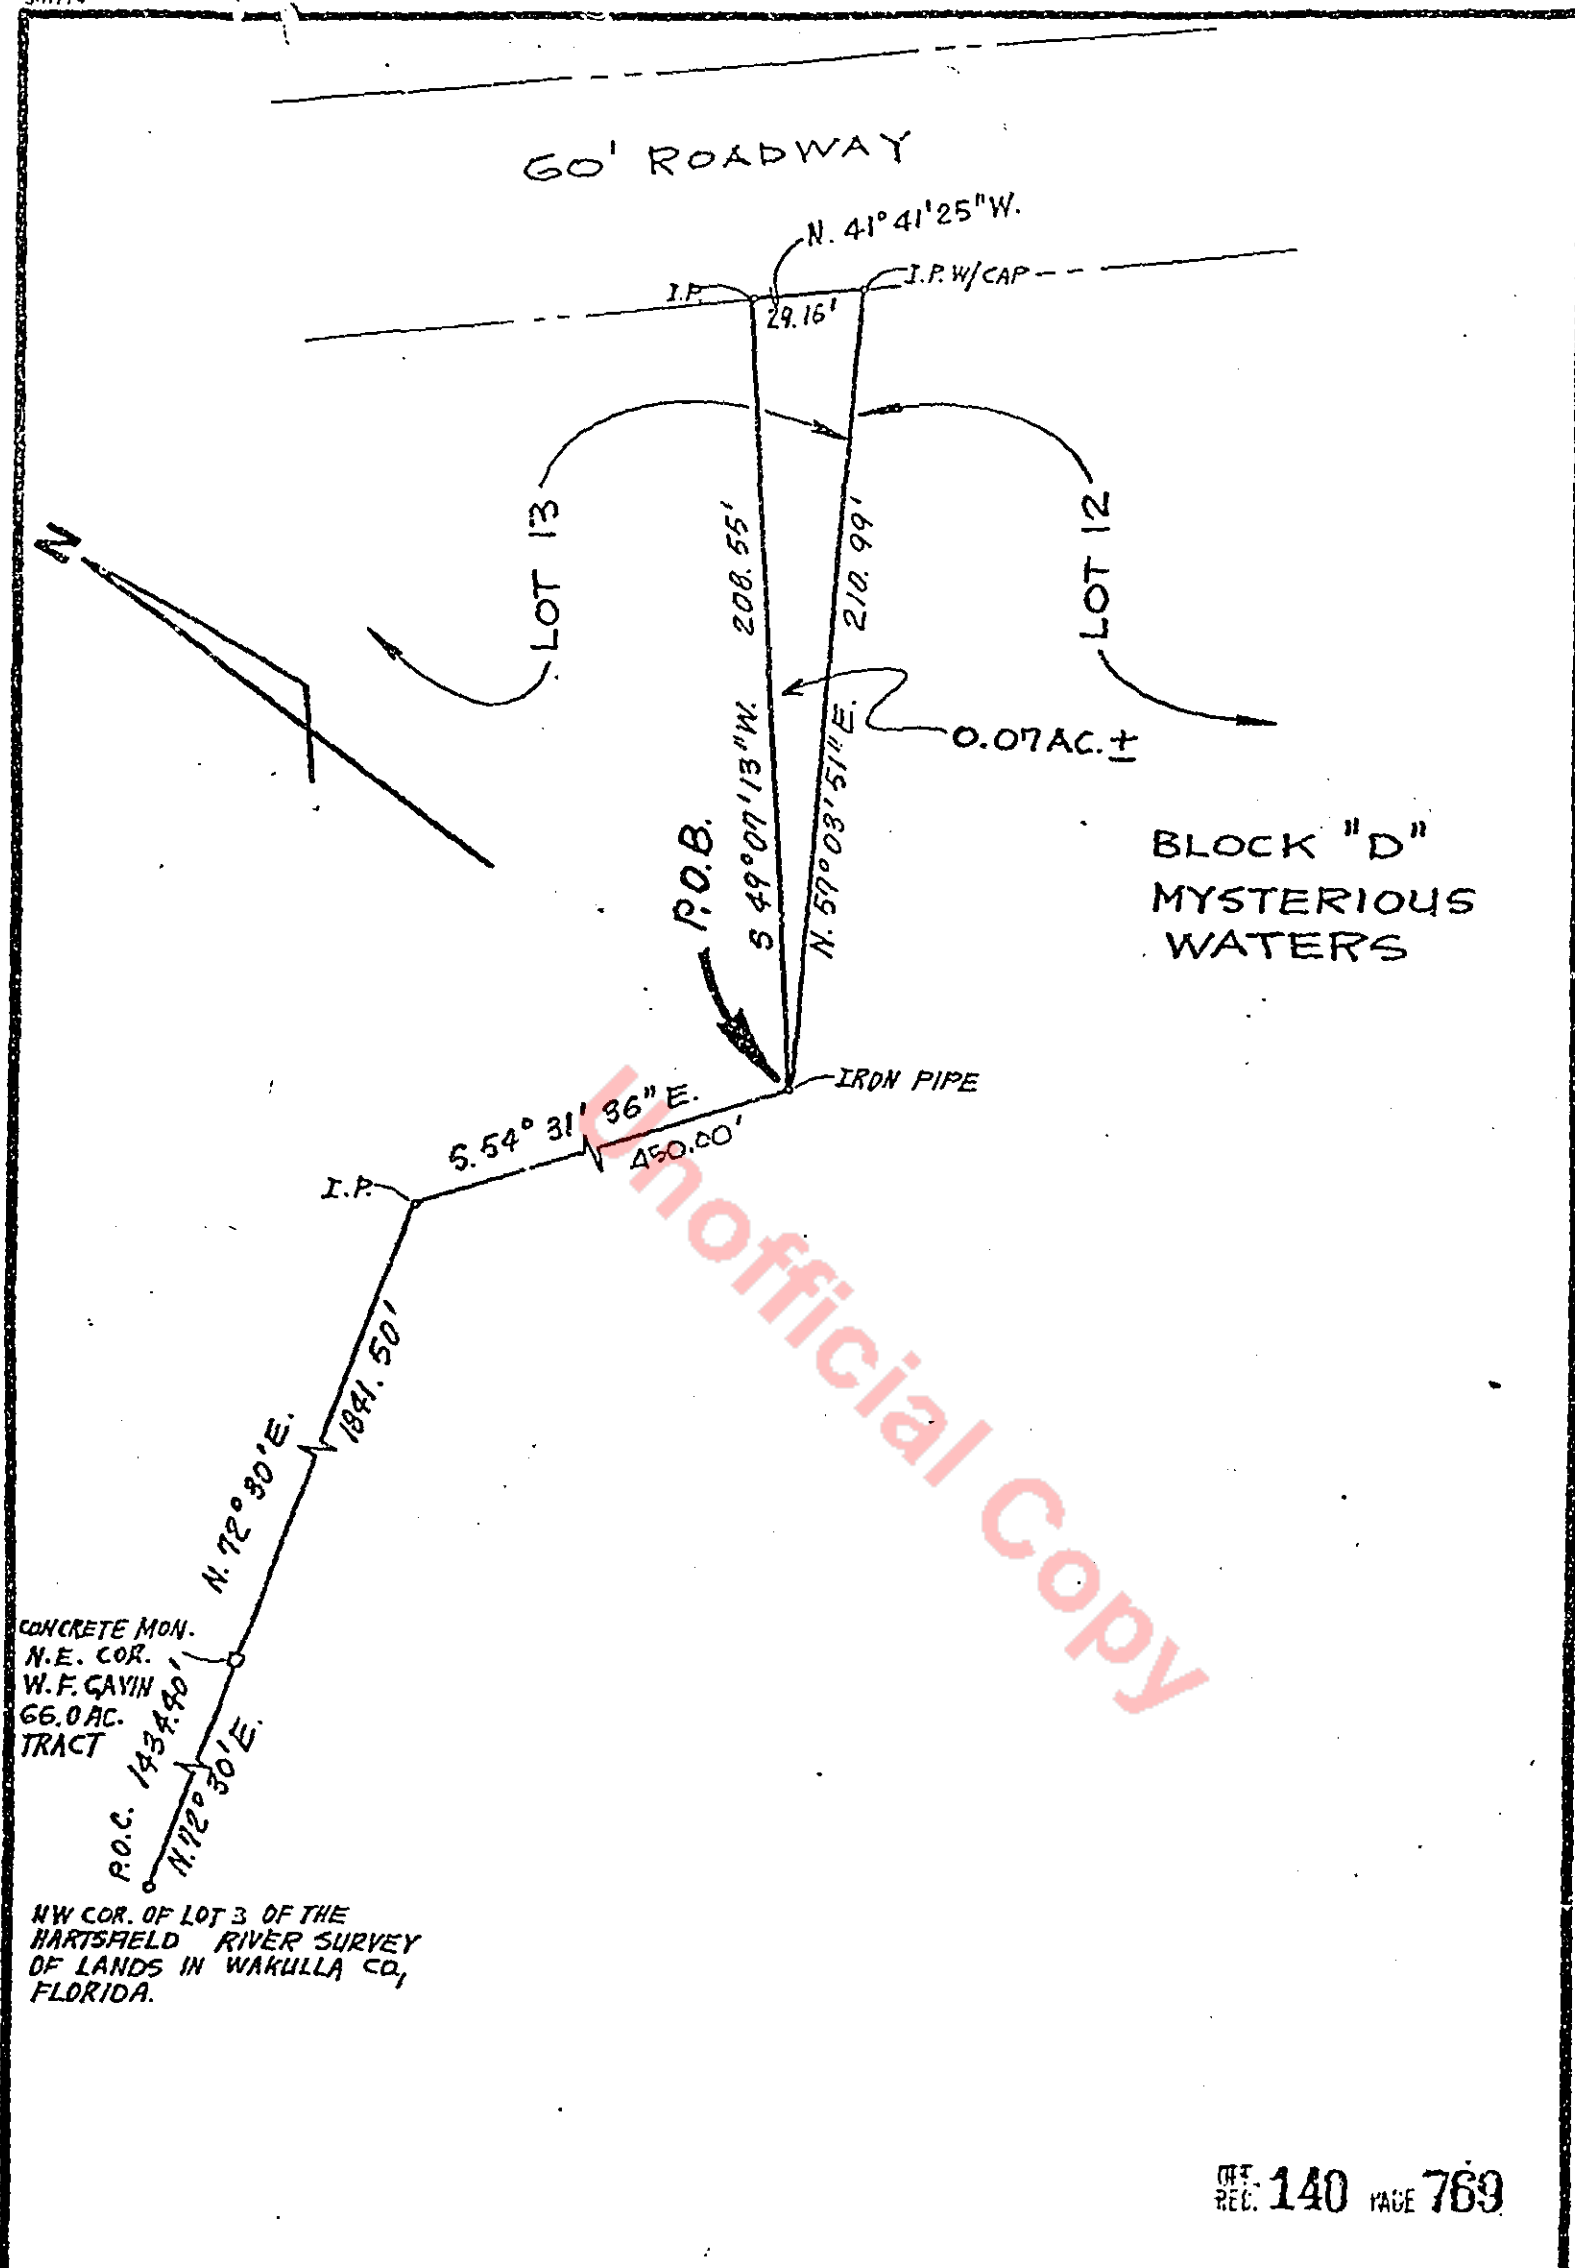 60' ROADWAY
N. 41° 41' 25" W.
I.P.
I.P. W/CAP
29.16'
LOT 13
LOT 12
N
208.55'
210.99'
S 49° 07' 13" W.
N. 57° 03' 51" E.
0.07 AC. ±
P.O.B.
BLOCK "D"
MYSTERIOUS
WATERS
IRON PIPE
S. 54° 31' 36" E.
450.00'
I.P.
1841.50'
N. 72° 30' E.
CONCRETE MON.
N.E. COR.
W.F. GAVIN
66.0 AC.
TRACT
1434.40'
N. 72° 30' E.
P.O.C.
NW COR. OF LOT 3 OF THE
HARTSFIELD RIVER SURVEY
OF LANDS IN WAKULLA CO.,
FLORIDA.
Unofficial Copy
OFF.
REC. 140 PAGE 769